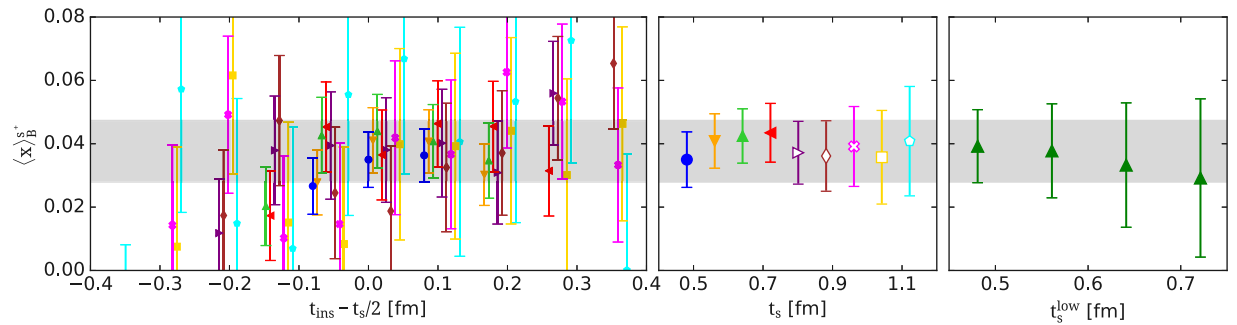 0.08
0.06
0.04
0.02
0.00
⟨x⟩_B^{s⁺}
−0.4 −0.3 −0.2 −0.1 0.0 0.1 0.2 0.3 0.4
t_ins − t_s/2 [fm]
0.5 0.7 0.9 1.1
t_s [fm]
0.5 0.6 0.7
t_s^low [fm]